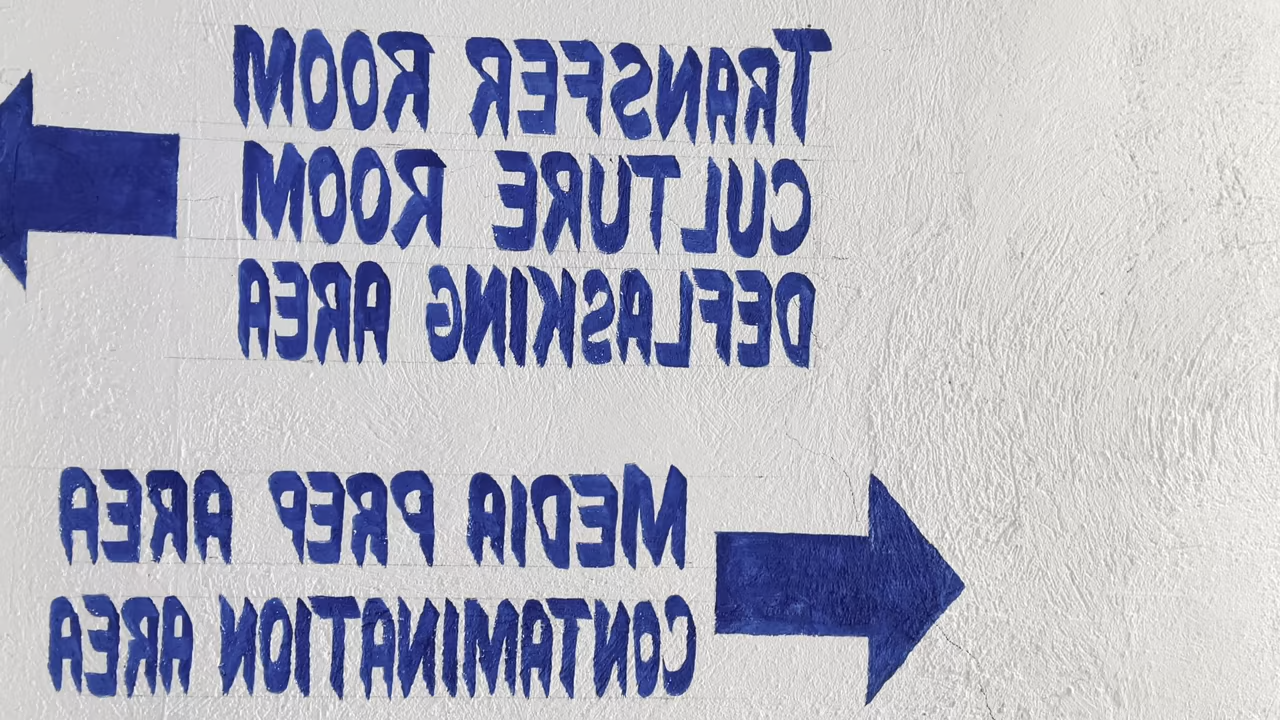 TRANSFER ROOM
CULTURE ROOM
DEFLASKING AREA
MEDIA PREP AREA
CONTAMINATION AREA